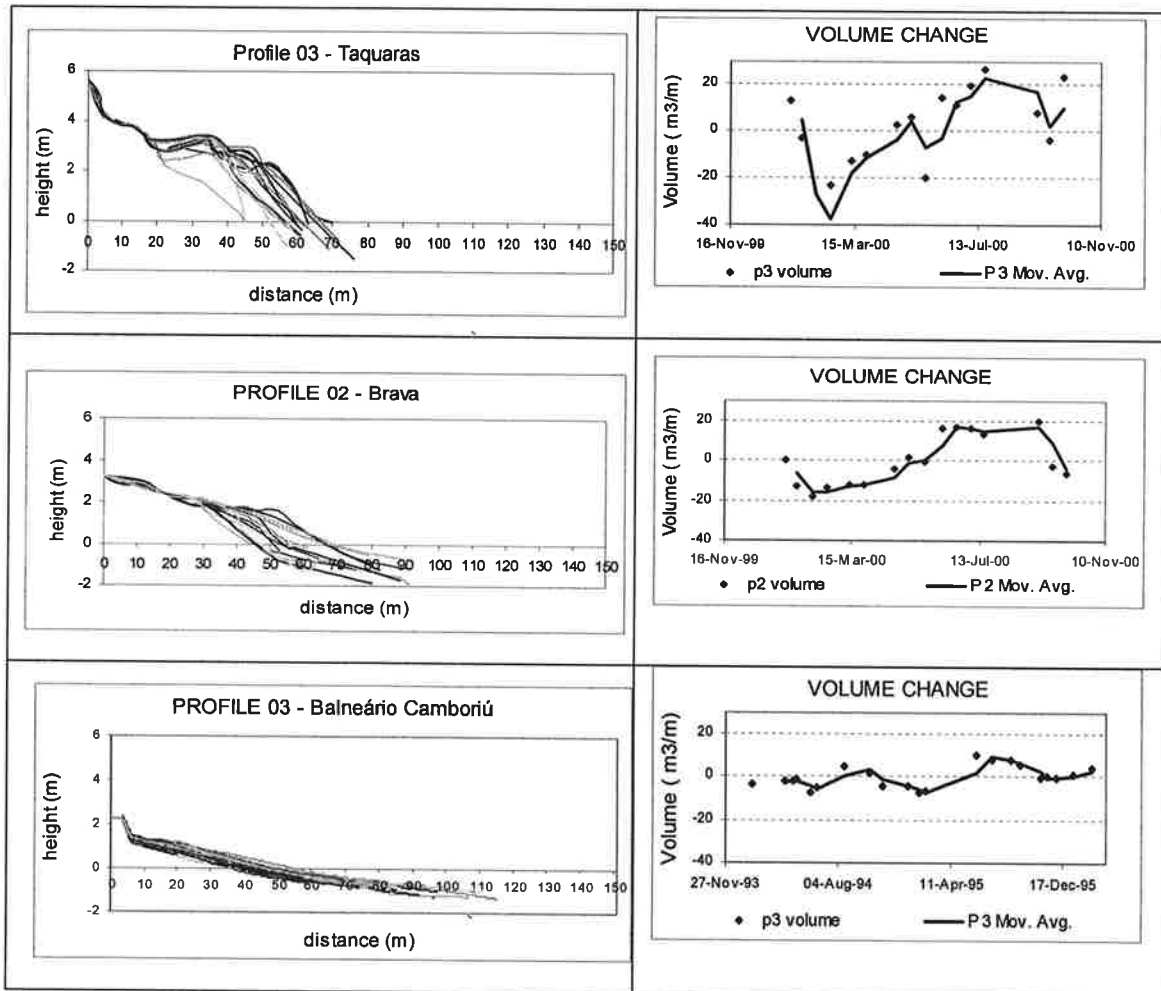 Profile 03 - Taquaras
6
4
2
0
-2
height (m)
0 10 20 30 40 50 60 70 80 90 100 110 120 130 140 150
distance (m)
VOLUME CHANGE
20
0
-20
-40
Volume ( m3/m)
16-Nov-99 15-Mar-00 13-Jul-00 10-Nov-00
p3 volume P3 Mov. Avg.
PROFILE 02 - Brava
6
4
2
0
-2
height (m)
0 10 20 30 40 50 60 70 80 90 100 110 120 130 140 150
distance (m)
VOLUME CHANGE
20
0
-20
-40
Volume ( m3/m)
16-Nov-99 15-Mar-00 13-Jul-00 10-Nov-00
p2 volume P2 Mov. Avg.
PROFILE 03 - Balneário Camboriú
6
4
2
0
-2
height (m)
0 10 20 30 40 50 60 70 80 90 100 110 120 130 140 150
distance (m)
VOLUME CHANGE
20
0
-20
-40
Volume ( m3/m)
27-Nov-93 04-Aug-94 11-Apr-95 17-Dec-95
p3 volume P3 Mov. Avg.